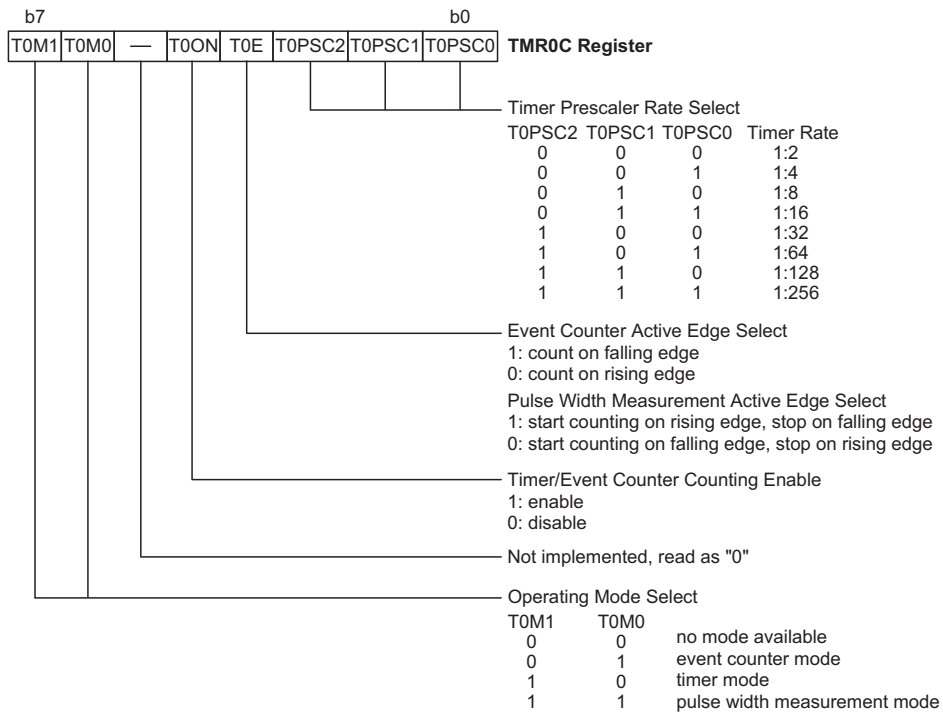 b7 b0
T0M1 T0M0 — T0ON T0E T0PSC2 T0PSC1 T0PSC0 TMR0C Register
Timer Prescaler Rate Select
T0PSC2 T0PSC1 T0PSC0 Timer Rate
0 0 0 1:2
0 0 1 1:4
0 1 0 1:8
0 1 1 1:16
1 0 0 1:32
1 0 1 1:64
1 1 0 1:128
1 1 1 1:256
Event Counter Active Edge Select
1: count on falling edge
0: count on rising edge
Pulse Width Measurement Active Edge Select
1: start counting on rising edge, stop on falling edge
0: start counting on falling edge, stop on rising edge
Timer/Event Counter Counting Enable
1: enable
0: disable
Not implemented, read as "0"
Operating Mode Select
T0M1 T0M0
0 0 no mode available
0 1 event counter mode
1 0 timer mode
1 1 pulse width measurement mode